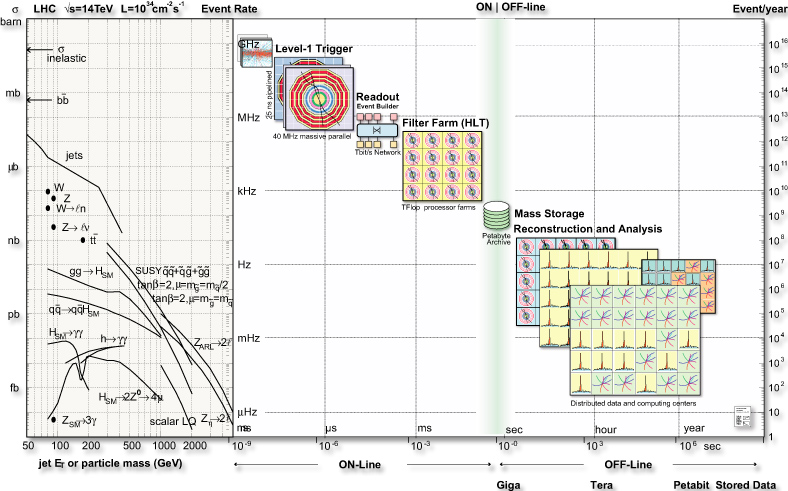 σ LHC √s=14TeV L=10³⁴cm⁻²s⁻¹ Event Rate ON | OFF-line Event/year
barn
GHz
Level-1 Trigger
σ
inelastic
25 ns pipelined
10¹⁶
10¹⁵
mb
bb̄
Readout
Event Builder
10¹⁴
10¹³
MHz
40 MHz massive parallel
Filter Farm (HLT)
Tbit/s Network
10¹²
10¹¹
jets
μb
kHz
TFlop processor farms
10¹⁰
W
Z
W→ℓn
Z→ℓν
Petabyte
Archive
Mass Storage
Reconstruction and Analysis
10⁹
10⁸
nb
tt̄
SUSY q̃q̃+q̃g̃+g̃g̃
tanβ=2,μ=m_g̃=m_q̃/2
tanβ=2,μ=m_g̃=m_q̃
gg→H_SM
Hz
10⁷
10⁶
qq̄→qq̄H_SM
pb
10⁵
H_SM→γγ
h→γγ
Z_ARL→2ℓ
mHz
10⁴
10³
fb
H_SM→2Z⁰→4μ
Distributed data and computing centers
10²
Z_SM→3γ
scalar LQ
Z_η→2ℓ
μHz
10
ns μs ms sec hour year
1
50 100 200 500 1000 2000 5000
10⁻⁹ 10⁻⁶ 10⁻³ 10⁻⁰ 10³ 10⁶ sec
jet E_T or particle mass (GeV) ON-Line OFF-Line
Giga Tera Petabit Stored Data